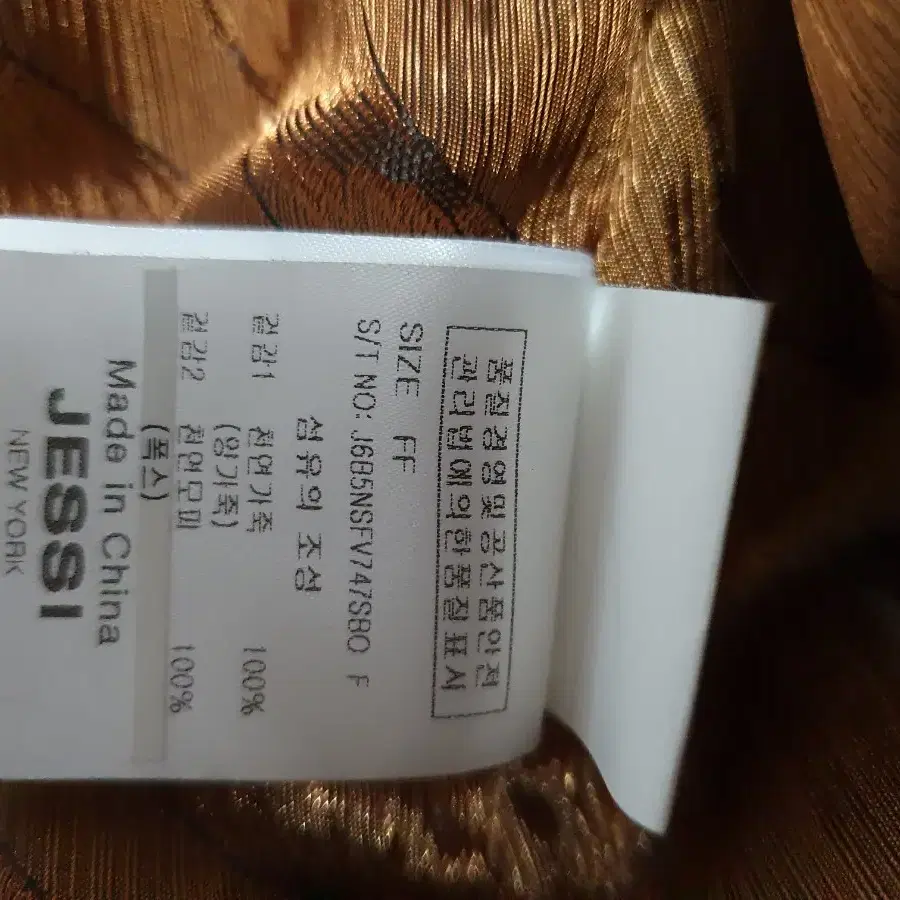 품질경영및공산품안전
관리법에의한품질표시
SIZE FF
S/T NO: J6B5NSFV747SBO F
섬유의 조성
겉감1 천연가죽 100%
(양가죽)
겉감2 천연모피 100%
(폭스)
Made in China
JESSI
NEW YORK